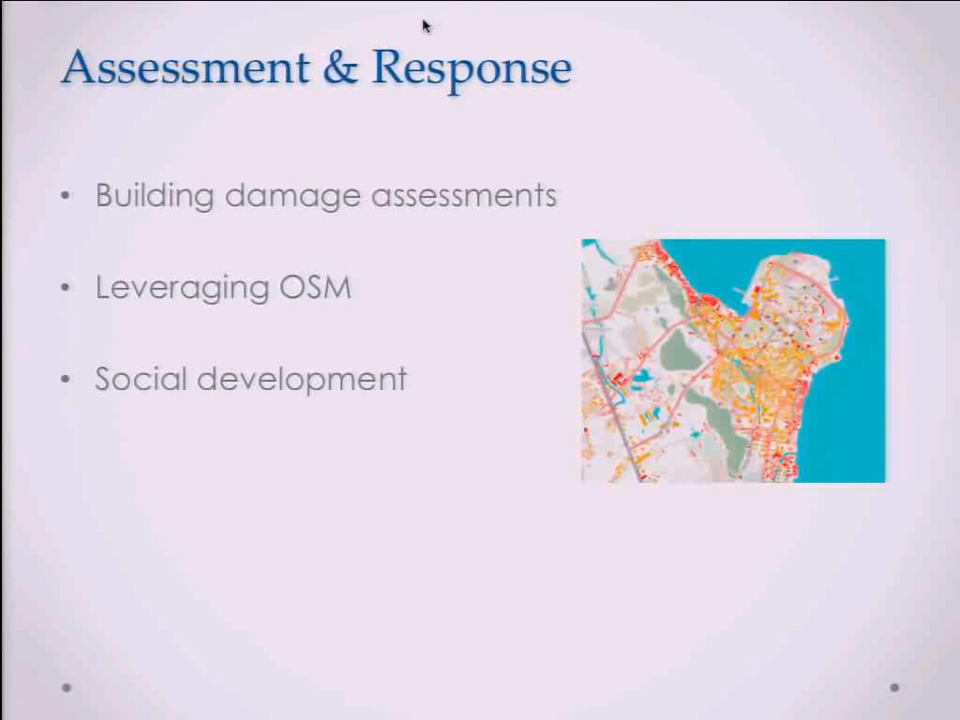 Assessment & Response
• Building damage assessments
• Leveraging OSM
• Social development